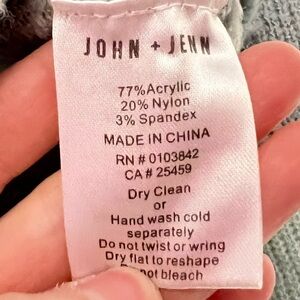 JOHN + JENN
77%Acrylic
20% Nylon
3% Spandex
MADE IN CHINA
RN # 0103842
CA # 25459
Dry Clean
or
Hand wash cold
separately
Do not twist or wring
Dry flat to reshape
Do not bleach